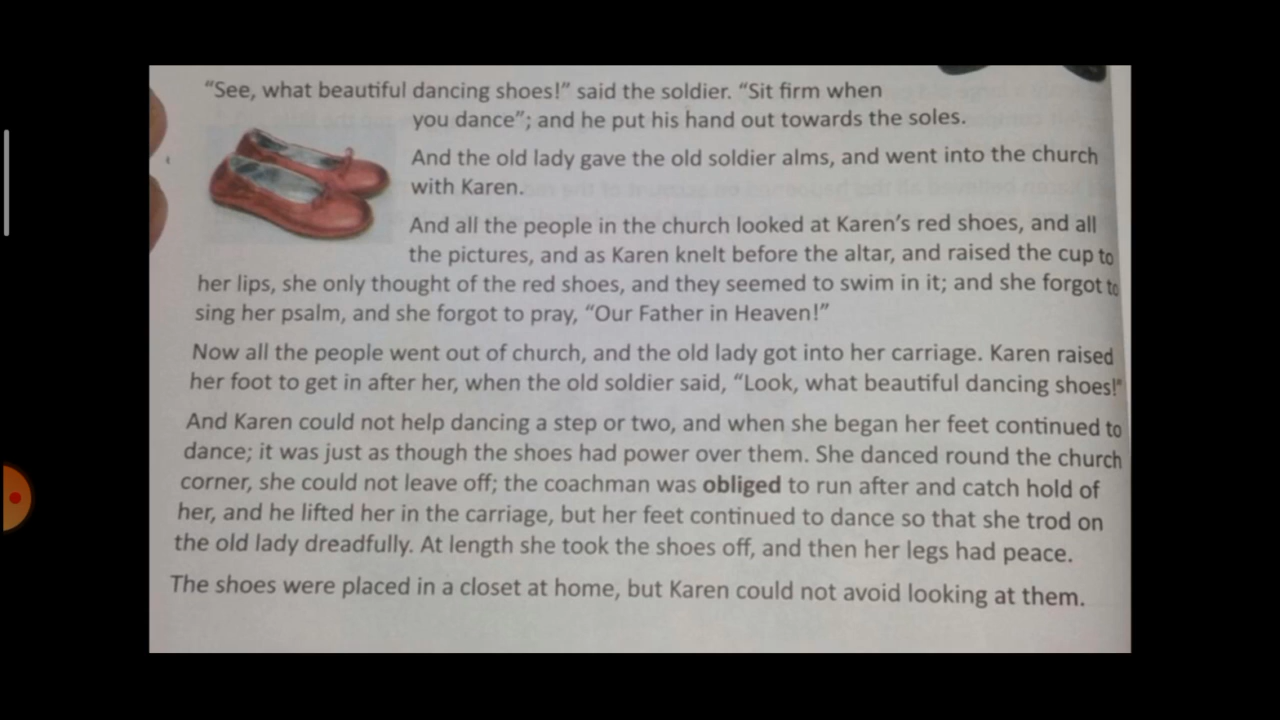 “See, what beautiful dancing shoes!” said the soldier. “Sit firm when
you dance”; and he put his hand out towards the soles.
And the old lady gave the old soldier alms, and went into the church
with Karen.
And all the people in the church looked at Karen’s red shoes, and all
the pictures, and as Karen knelt before the altar, and raised the cup to
her lips, she only thought of the red shoes, and they seemed to swim in it; and she forgot to
sing her psalm, and she forgot to pray, “Our Father in Heaven!”
Now all the people went out of church, and the old lady got into her carriage. Karen raised
her foot to get in after her, when the old soldier said, “Look, what beautiful dancing shoes!”
And Karen could not help dancing a step or two, and when she began her feet continued to
dance; it was just as though the shoes had power over them. She danced round the church
corner, she could not leave off; the coachman was obliged to run after and catch hold of
her, and he lifted her in the carriage, but her feet continued to dance so that she trod on
the old lady dreadfully. At length she took the shoes off, and then her legs had peace.
The shoes were placed in a closet at home, but Karen could not avoid looking at them.